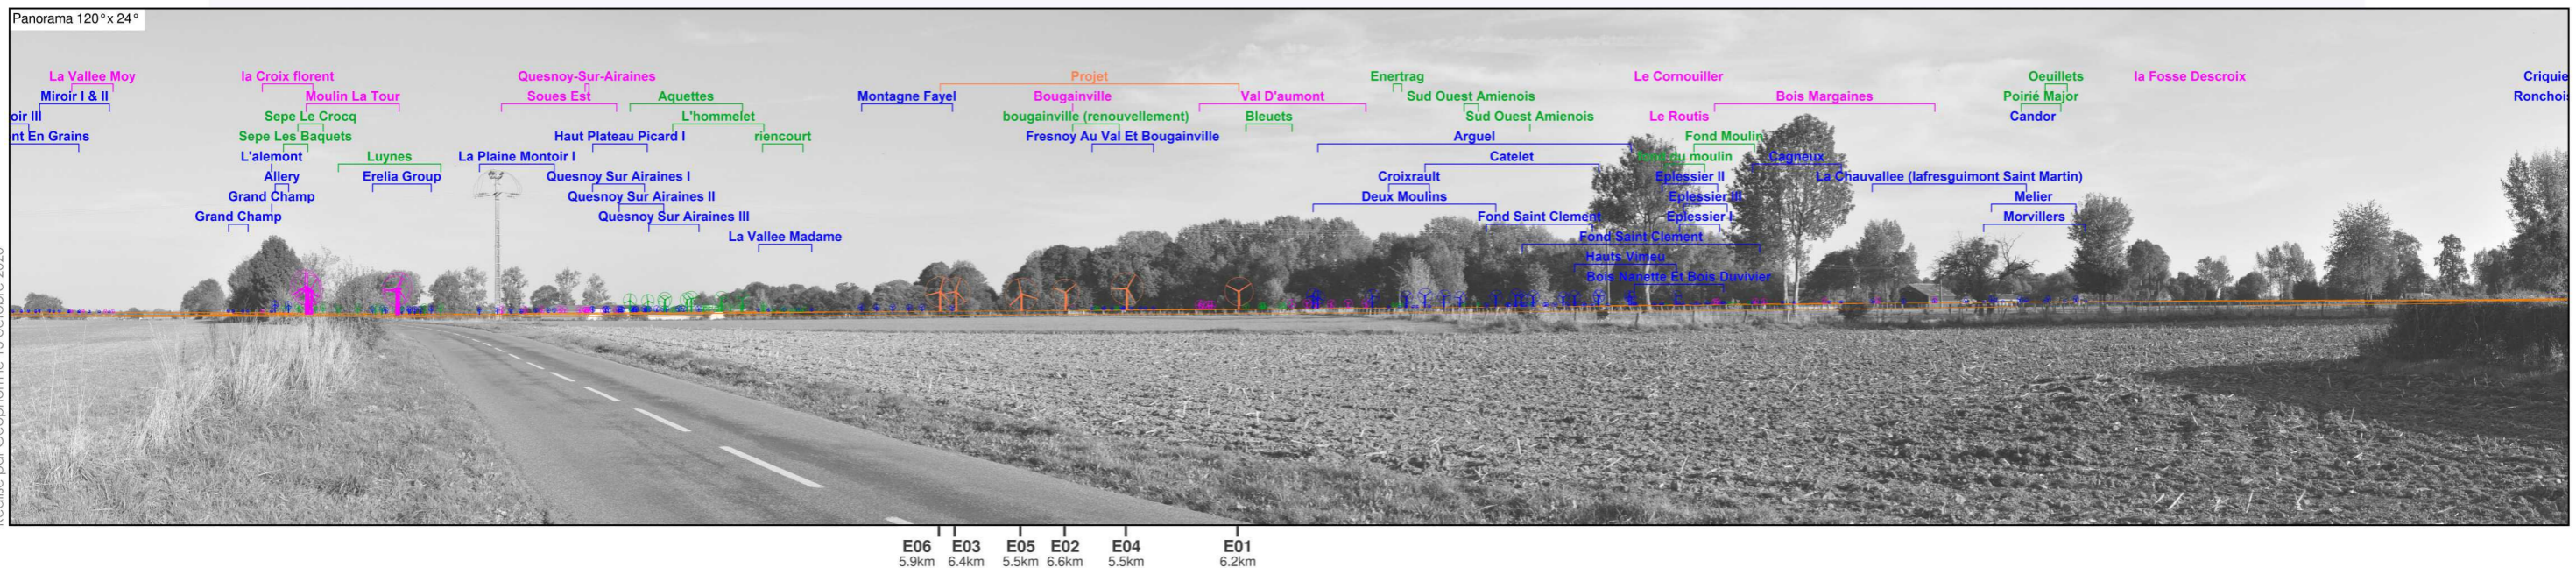 Panorama 120°x 24°
La Vallee Moy
la Croix florent
Quesnoy-Sur-Airaines
Projet
Enertrag
Le Cornouiller
Oeuillets
la Fosse Descroix
Criquie
Miroir I & II
Moulin La Tour
Soues Est
Aquettes
Montagne Fayel
Bougainville
Val D'aumont
Sud Ouest Amienois
Bois Margaines
Poirié Major
Ronchois
oir III
Sepe Le Crocq
L'hommelet
bougainville (renouvellement)
Bleuets
Sud Ouest Amienois
Le Routis
Candor
nt En Grains
Sepe Les Baquets
Haut Plateau Picard I
riencourt
Fresnoy Au Val Et Bougainville
Arguel
Fond Moulin
L'alemont
Luynes
La Plaine Montoir I
Catelet
du moulin
Cagneux
Allery
Erelia Group
Quesnoy Sur Airaines I
Croixrault
Eplessier II
La Chauvallee (lafresguimont Saint Martin)
Grand Champ
Quesnoy Sur Airaines II
Deux Moulins
Eplessier III
Melier
Grand Champ
Quesnoy Sur Airaines III
Fond Saint Clement
Eplessier I
Morvillers
La Vallee Madame
Fond Saint Clement
Hauts Vimeu
Bois Nanette Et Bois Duvivier
E06
E03
E05
E02
E04
E01
5.9km
6.4km
5.5km
6.6km
5.5km
6.2km